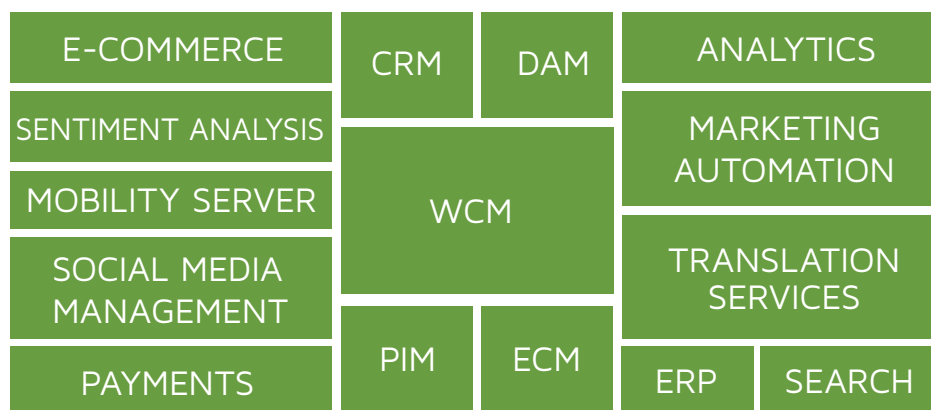 E-COMMERCE
SENTIMENT ANALYSIS
MOBILITY SERVER
SOCIAL MEDIA
MANAGEMENT
PAYMENTS
CRM
DAM
WCM
PIM
ECM
ANALYTICS
MARKETING
AUTOMATION
TRANSLATION
SERVICES
ERP
SEARCH